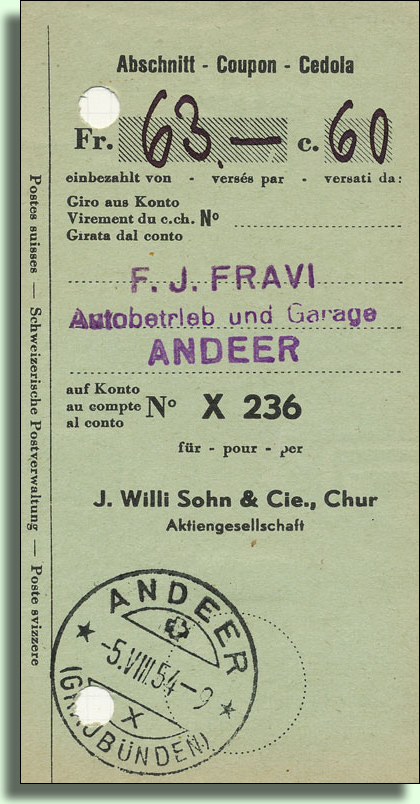 Abschnitt - Coupon - Cedola
Fr. 63.— c. 60
einbezahlt von - versés par - versati da:
Giro aus Konto
Virement du c.ch. Nº
Girata dal conto
F. J. FRAVI
Autobetrieb und Garage
ANDEER
auf Konto
au compte Nº X 236
al conto
für - pour - per
J. Willi Sohn & Cie., Chur
Aktiengesellschaft
ANDEER
-5.VIII.54-9
X
(GRAUBÜNDEN)
Postes suisses — Schweizerische Postverwaltung — Poste svizzere